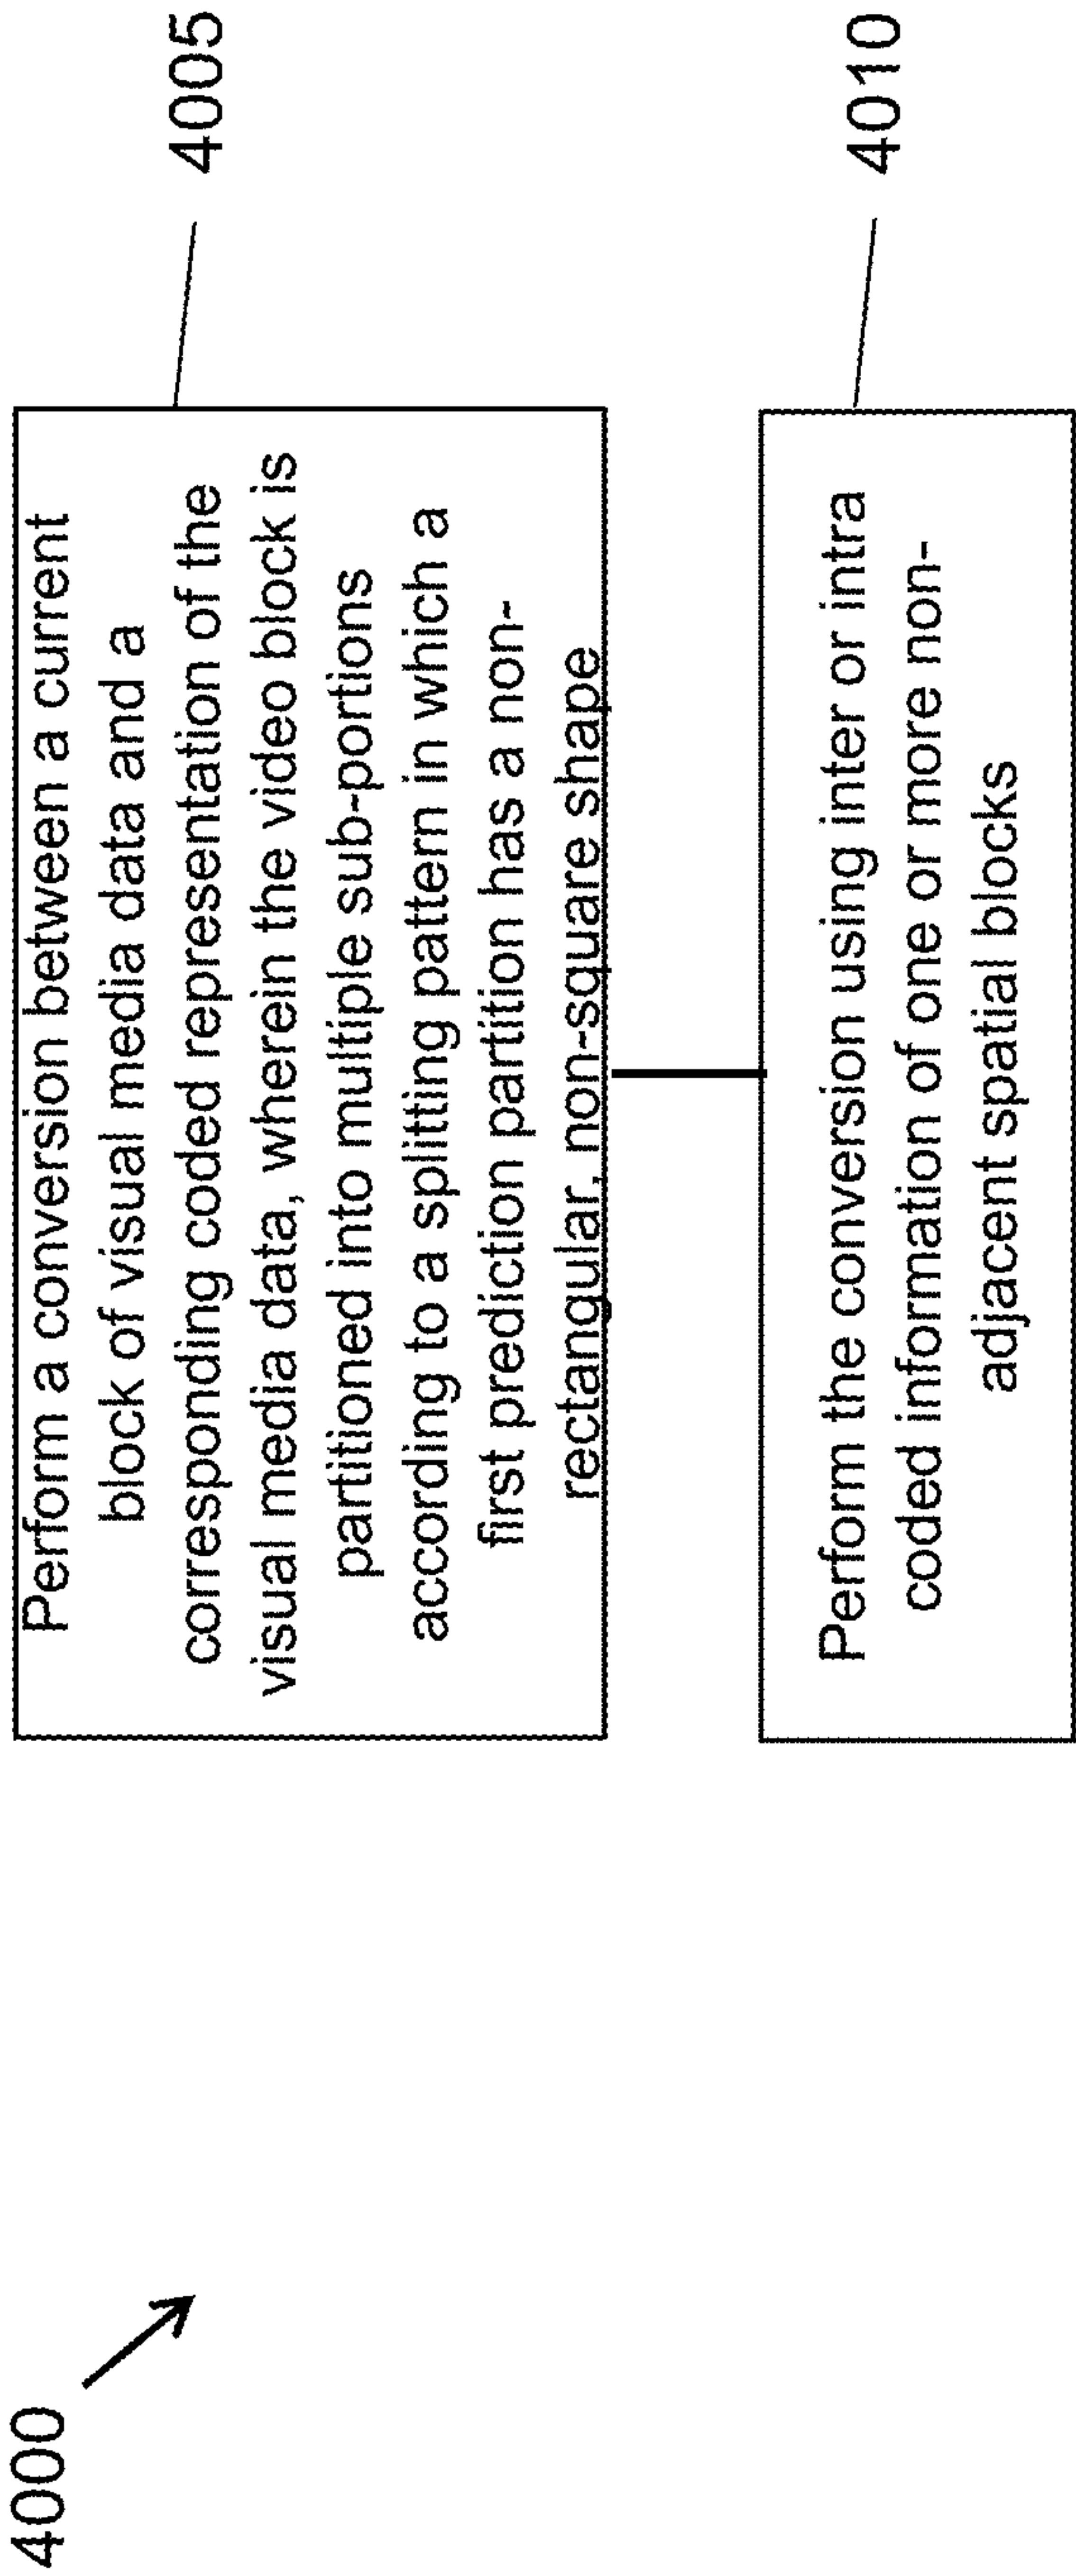 4000
Perform a conversion between a current
block of visual media data and a
corresponding coded representation of the
visual media data, wherein the video block is
partitioned into multiple sub-portions
according to a splitting pattern in which a
first prediction partition has a non-
rectangular, non-square shape
4005
Perform the conversion using inter or intra
coded information of one or more non-
adjacent spatial blocks
4010